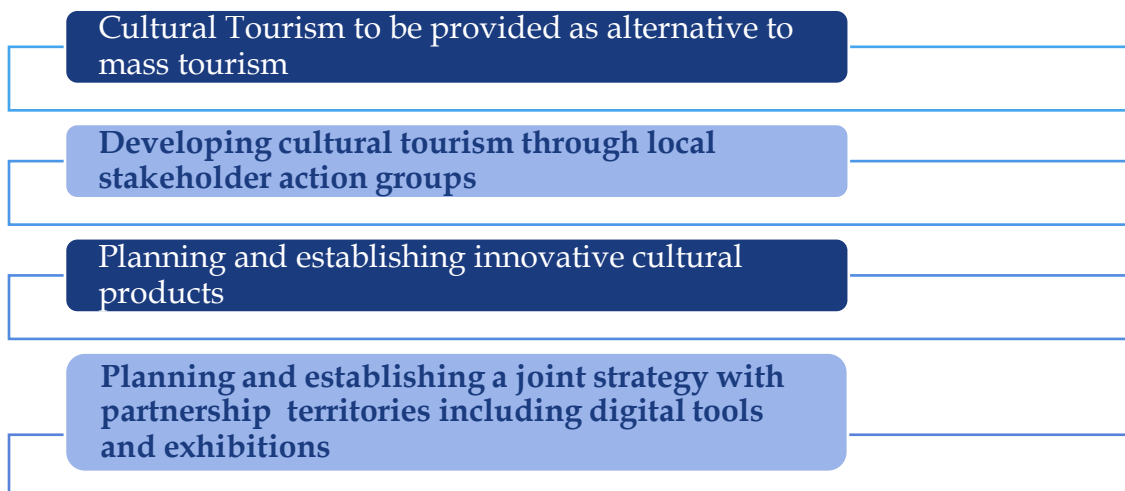 Cultural Tourism to be provided as alternative to
mass tourism
Developing cultural tourism through local
stakeholder action groups
Planning and establishing innovative cultural
products
Planning and establishing a joint strategy with
partnership  territories including digital tools
and exhibitions